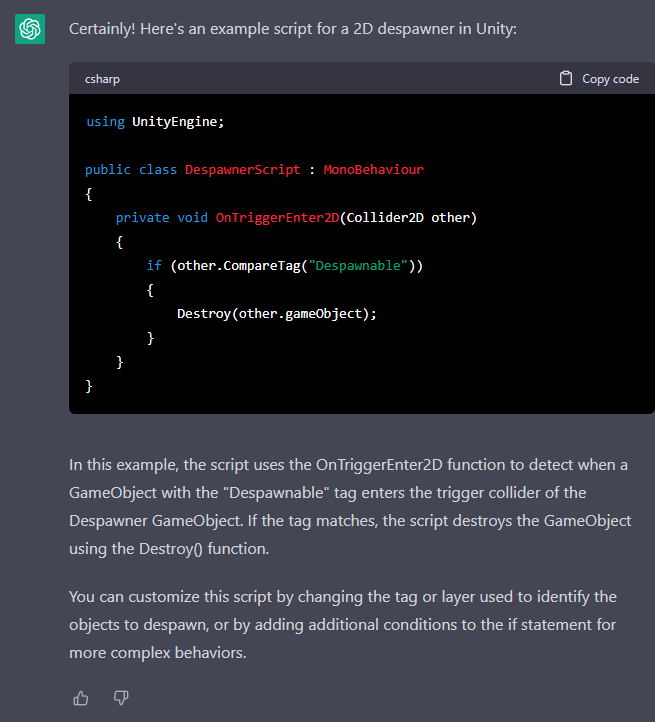 Certainly! Here's an example script for a 2D despawner in Unity:
csharp
Copy code
using UnityEngine;
public class DespawnerScript : MonoBehaviour
{
    private void OnTriggerEnter2D(Collider2D other)
    {
        if (other.CompareTag("Despawnable"))
        {
            Destroy(other.gameObject);
        }
    }
}
In this example, the script uses the OnTriggerEnter2D function to detect when a
GameObject with the "Despawnable" tag enters the trigger collider of the
Despawner GameObject. If the tag matches, the script destroys the GameObject
using the Destroy() function.
You can customize this script by changing the tag or layer used to identify the
objects to despawn, or by adding additional conditions to the if statement for
more complex behaviors.